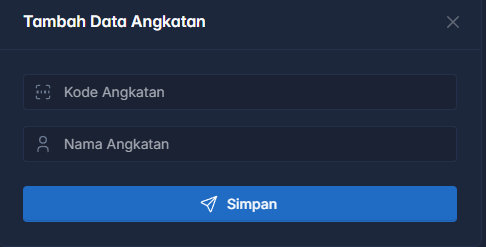 Tambah Data Angkatan
Kode Angkatan
Nama Angkatan
Simpan